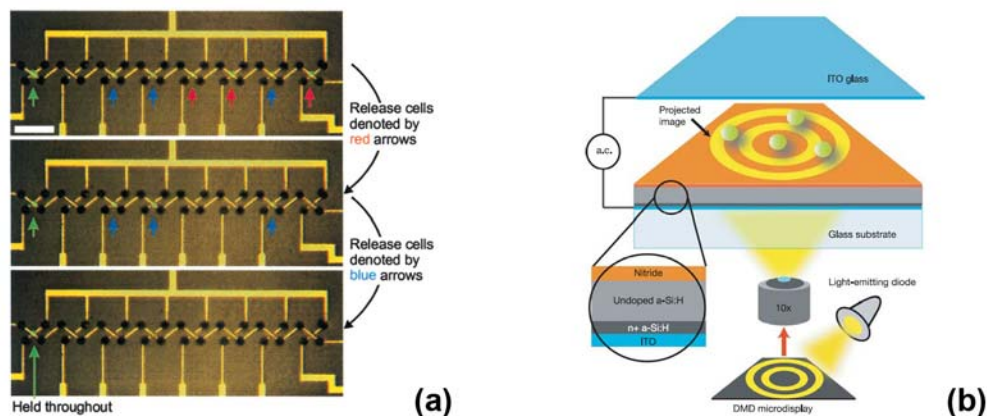 Release cells
denoted by
red arrows
Release cells
denoted by
blue arrows
Held throughout
(a)
ITO glass
Projected
image
a.c.
Glass substrate
Nitride
Undoped a-Si:H
n+ a-Si:H
ITO
Light-emitting diode
10x
DMD microdisplay
(b)